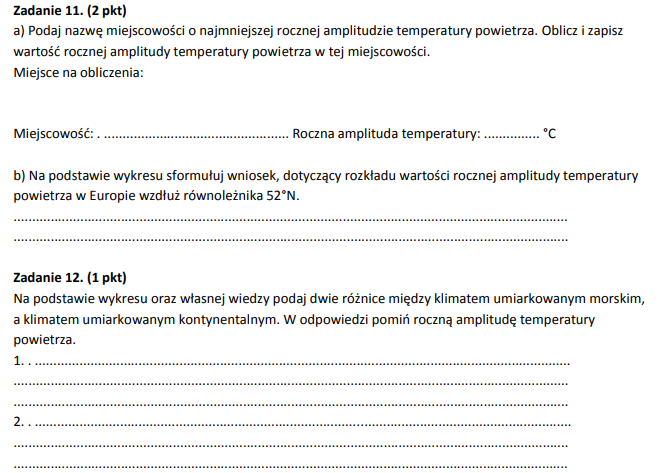 Zadanie 11. (2 pkt)
a) Podaj nazwę miejscowości o najmniejszej rocznej amplitudzie temperatury powietrza. Oblicz i zapisz
wartość rocznej amplitudy temperatury powietrza w tej miejscowości.
Miejsce na obliczenia:
Miejscowość: . ................................................ Roczna amplituda temperatury: ............... °C
b) Na podstawie wykresu sformułuj wniosek, dotyczący rozkładu wartości rocznej amplitudy temperatury
powietrza w Europie wzdłuż równoleżnika 52°N.
....................................................................................................................................................
....................................................................................................................................................
Zadanie 12. (1 pkt)
Na podstawie wykresu oraz własnej wiedzy podaj dwie różnice między klimatem umiarkowanym morskim,
a klimatem umiarkowanym kontynentalnym. W odpowiedzi pomiń roczną amplitudę temperatury
powietrza.
1. . ...............................................................................................................................................
....................................................................................................................................................
....................................................................................................................................................
2. . ...............................................................................................................................................
....................................................................................................................................................
....................................................................................................................................................